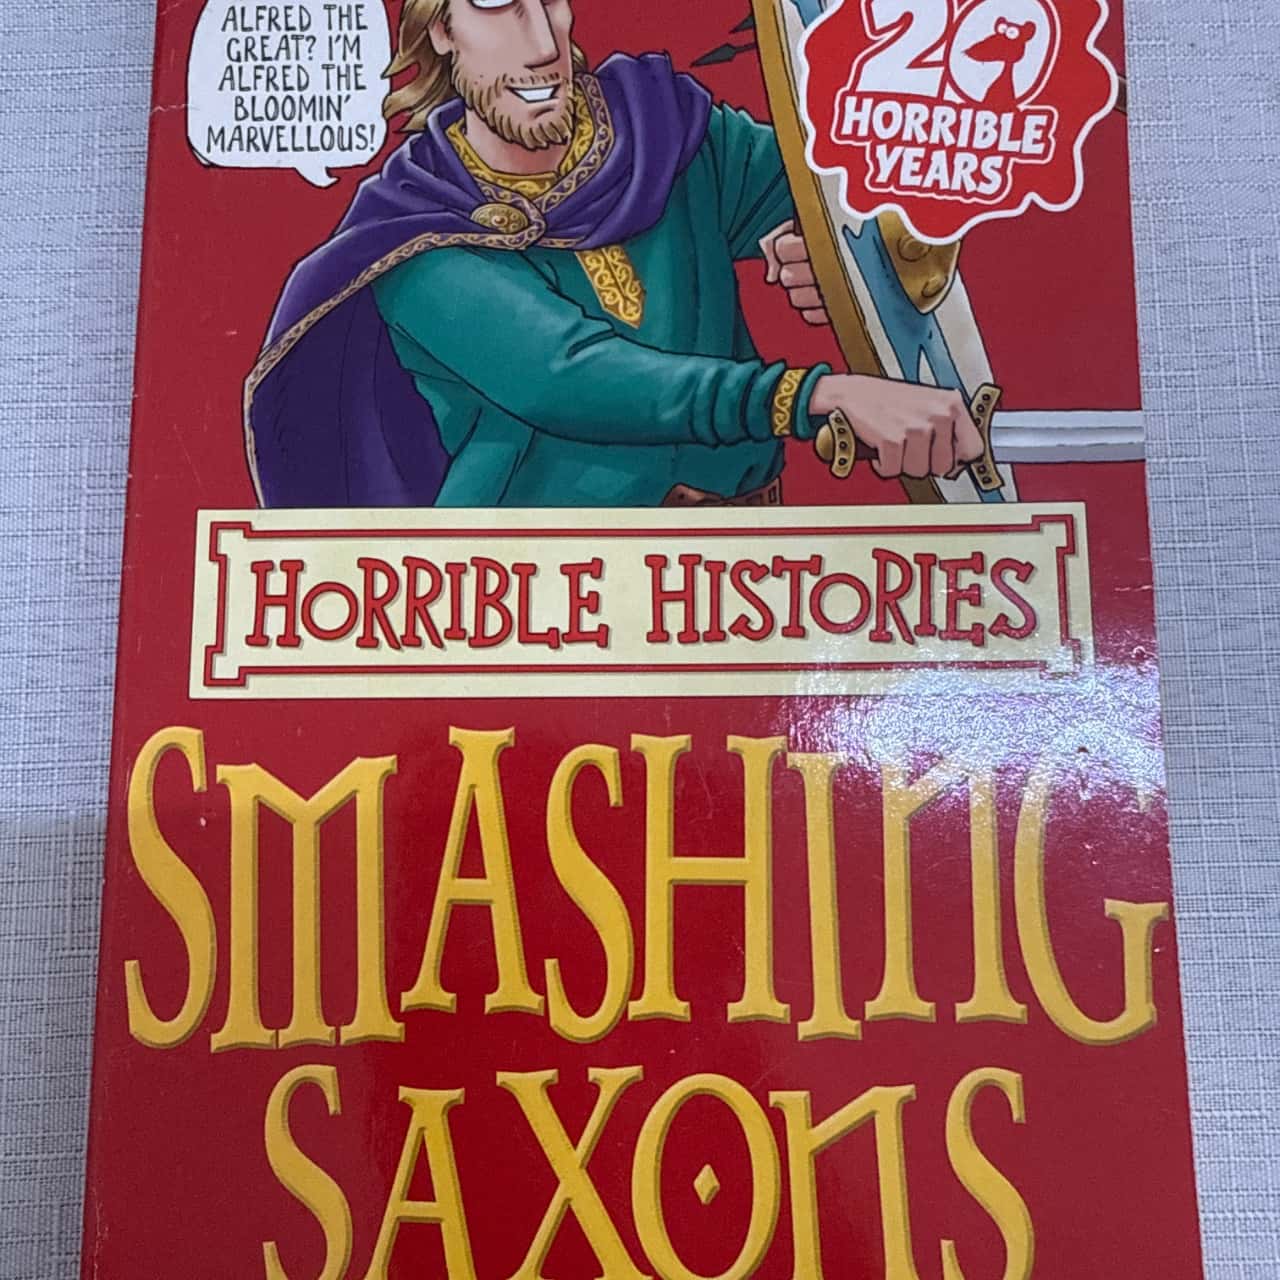 ALFRED THE
GREAT? I'M
ALFRED THE
BLOOMIN'
MARVELLOUS!
20
HORRIBLE
YEARS
HORRIBLE HISTORIES
SMASHING
SAXONS